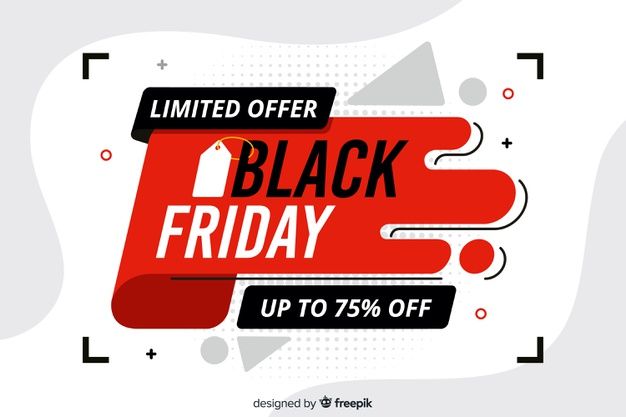 LIMITED OFFER
BLACK
FRIDAY
UP TO 75% OFF
designed by freepik